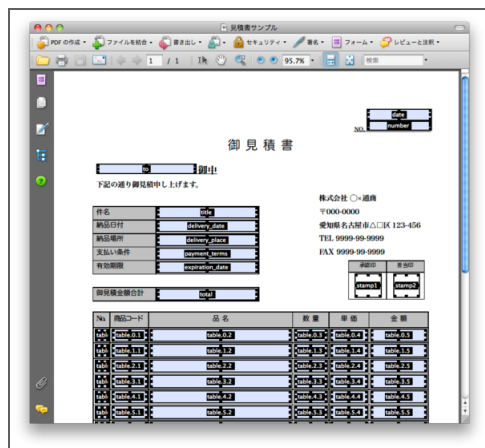 見積書サンプル
PDF の作成 ファイルを結合 書き出し セキュリティ 署名 フォーム レビューと注釈
1 / 1 95.7% 検索
date
NO. number
御 見 積 書
to 御中
下記の通り御見積申し上げます。
株式会社 〇×通商
〒000-0000
愛知県名古屋市△□区 123-456
TEL 9999-99-9999
FAX 9999-99-9999
件名 title
納品日付 delivery_date
納品場所 delivery_place
支払い条件 payment_terms
有効期限 expiration_date
承認印 担当印
stamp1 stamp2
御見積金額合計 total
No. 商品コード 品 名 数 量 単 価 金 額
tabl table.0.1 table.0.2 table.0.3 table.0.4 table.0.5
tabl table.1.1 table.1.2 table.1.3 table.1.4 table.1.5
tabl table.2.1 table.2.2 table.2.3 table.2.4 table.2.5
tabl table.3.1 table.3.2 table.3.3 table.3.4 table.3.5
tabl table.4.1 table.4.2 table.4.3 table.4.4 table.4.5
tabl table.5.1 table.5.2 table.5.3 table.5.4 table.5.5